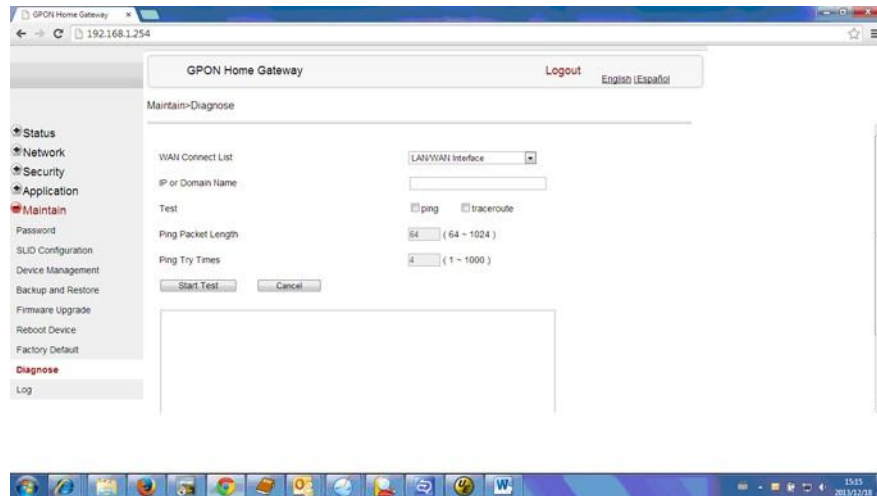 GPON Home Gateway
192.168.1.254
GPON Home Gateway
Logout
English | Español
Maintain>Diagnose
Status
Network
Security
Application
Maintain
Password
SLID Configuration
Device Management
Backup and Restore
Firmware Upgrade
Reboot Device
Factory Default
Diagnose
Log
WAN Connect List
LAN/WAN Interface
IP or Domain Name
Test
ping
traceroute
Ping Packet Length
64
( 64 ~ 1024 )
Ping Try Times
4
( 1 ~ 1000 )
Start Test
Cancel
15:15
2013/12/18